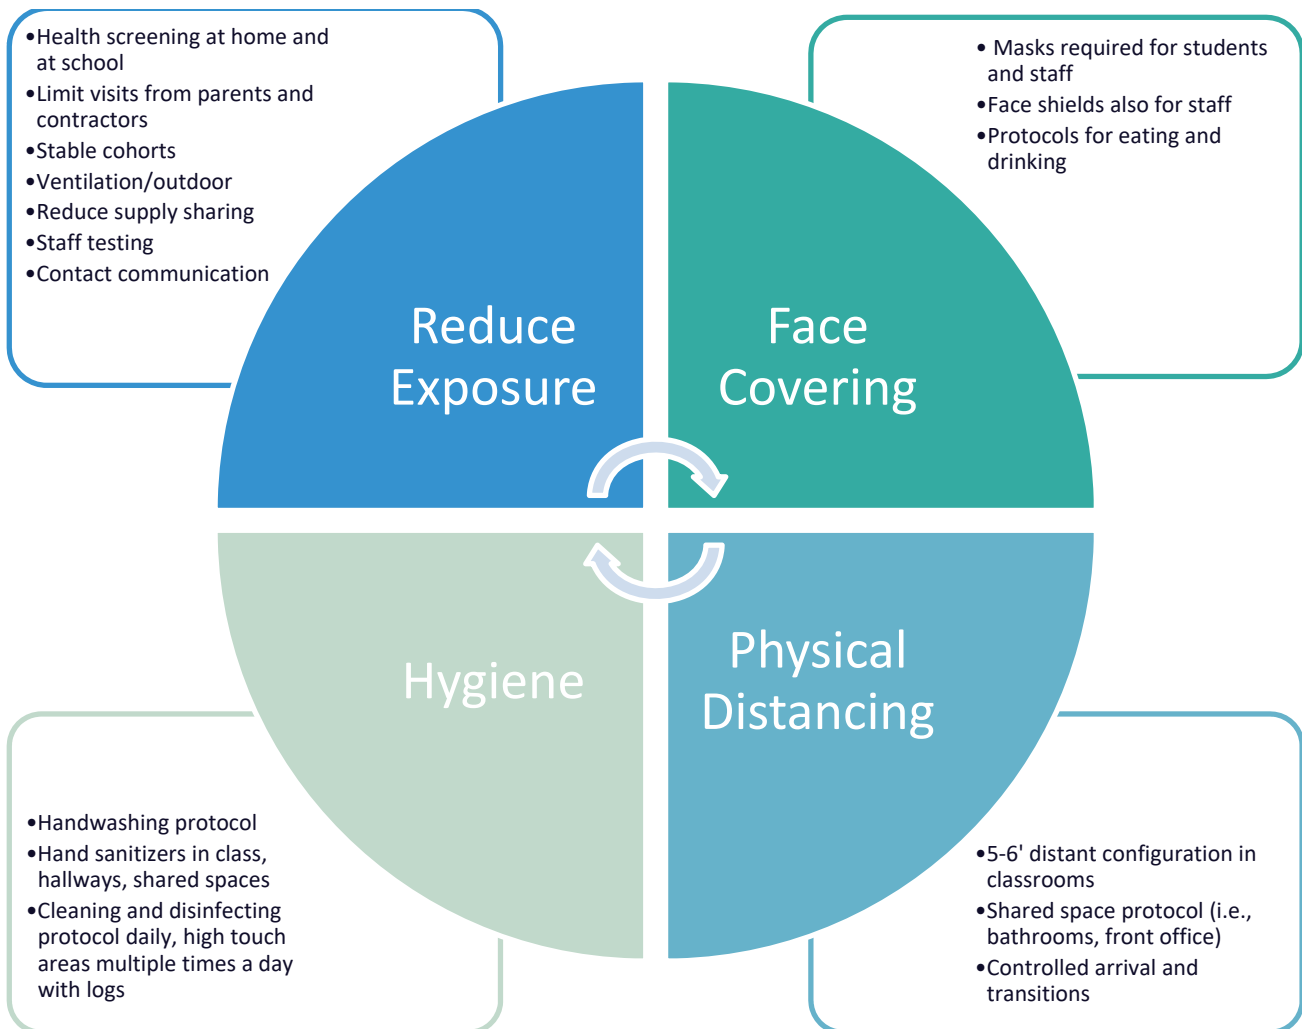 •Health screening at home and
at school
•Limit visits from parents and
contractors
•Stable cohorts
•Ventilation/outdoor
•Reduce supply sharing
•Staff testing
•Contact communication
• Masks required for students
and staff
•Face shields also for staff
•Protocols for eating and
drinking
Reduce
Exposure
Face
Covering
Hygiene
Physical
Distancing
•Handwashing protocol
•Hand sanitizers in class,
hallways, shared spaces
•Cleaning and disinfecting
protocol daily, high touch
areas multiple times a day
with logs
•5-6' distant configuration in
classrooms
•Shared space protocol (i.e.,
bathrooms, front office)
•Controlled arrival and
transitions